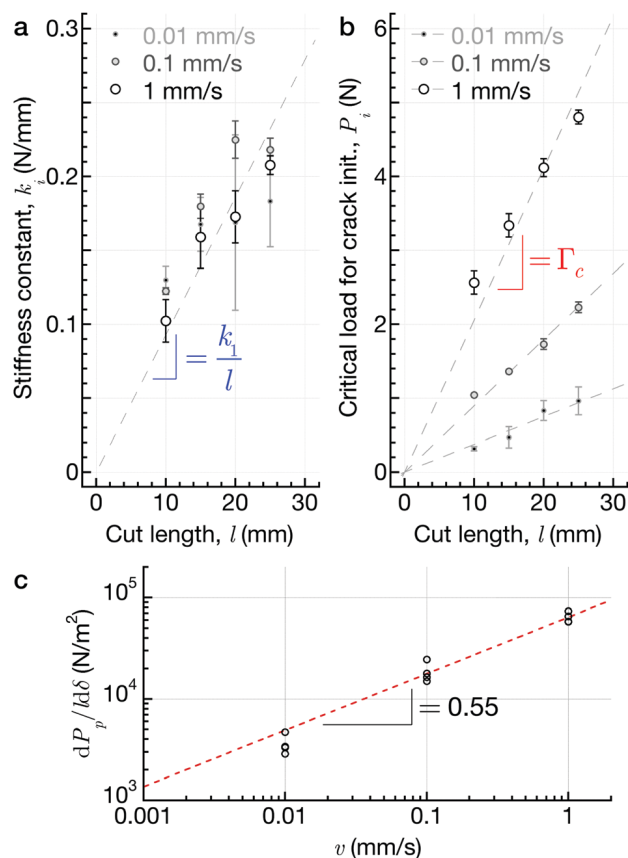 a
0.01 mm/s
0.1 mm/s
1 mm/s
0.3
0.2
0.1
0
Stiffness constant, k_i (N/mm)
= k_1/l
0 10 20 30
Cut length, l (mm)
b
0.01 mm/s
0.1 mm/s
1 mm/s
6
4
2
0
Critical load for crack init., P_i (N)
= Γ_c
0 10 20 30
Cut length, l (mm)
c
10^5
10^4
10^3
dP_p/ldδ (N/m²)
= 0.55
0.001 0.01 0.1 1
v (mm/s)